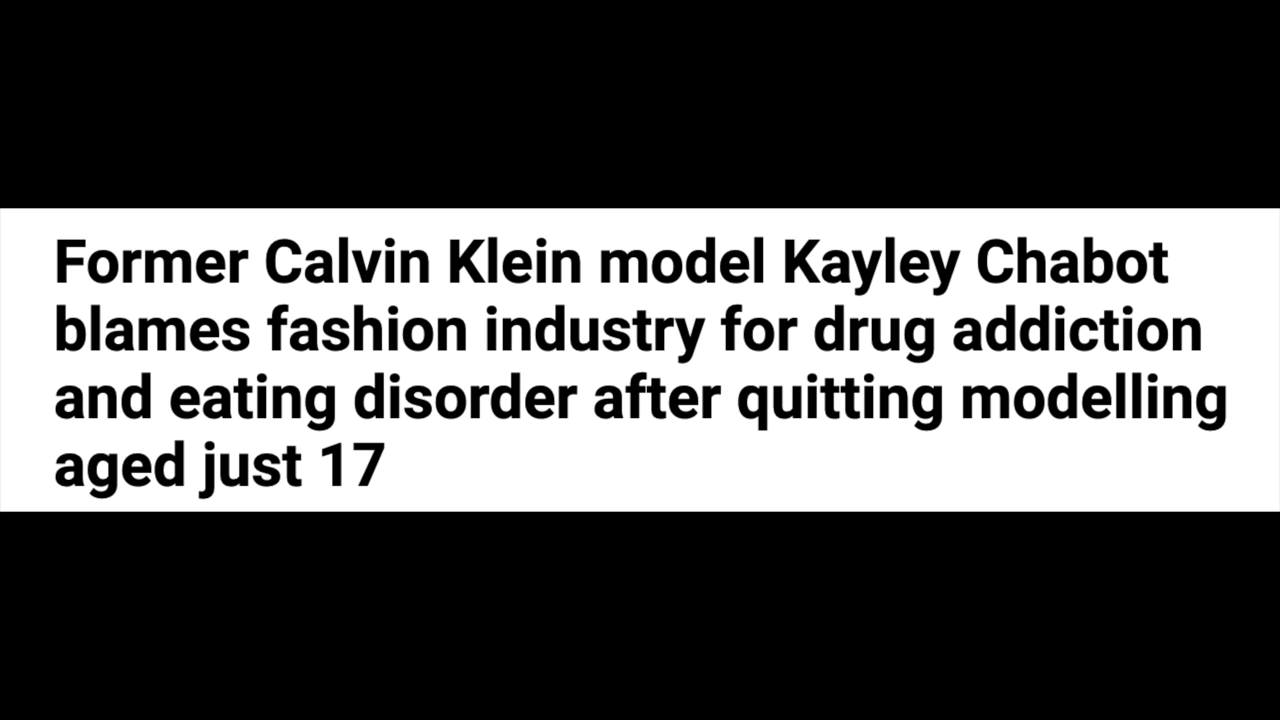 Former Calvin Klein model Kayley Chabot
blames fashion industry for drug addiction
and eating disorder after quitting modelling
aged just 17